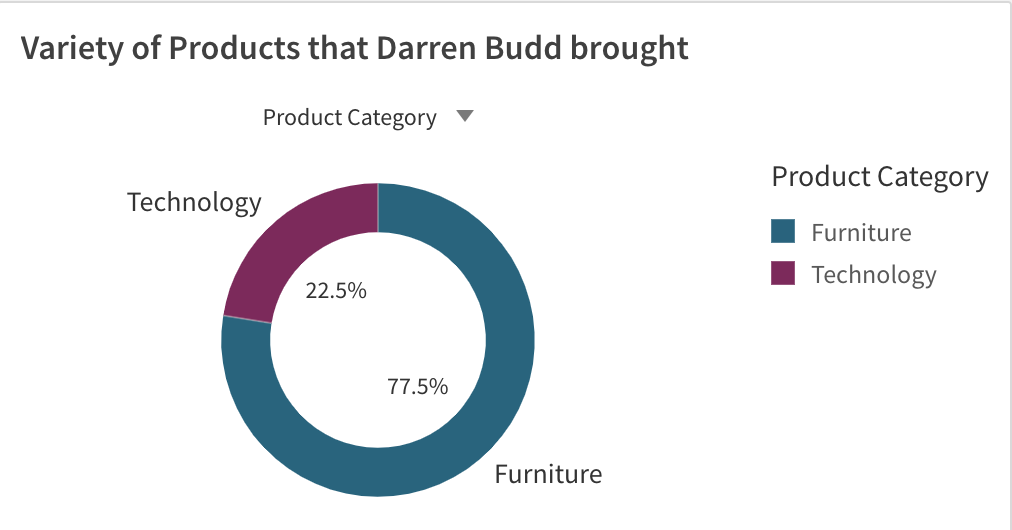 Variety of Products that Darren Budd brought
Product Category
Technology
Product Category
Furniture
Technology
22.5%
77.5%
Furniture